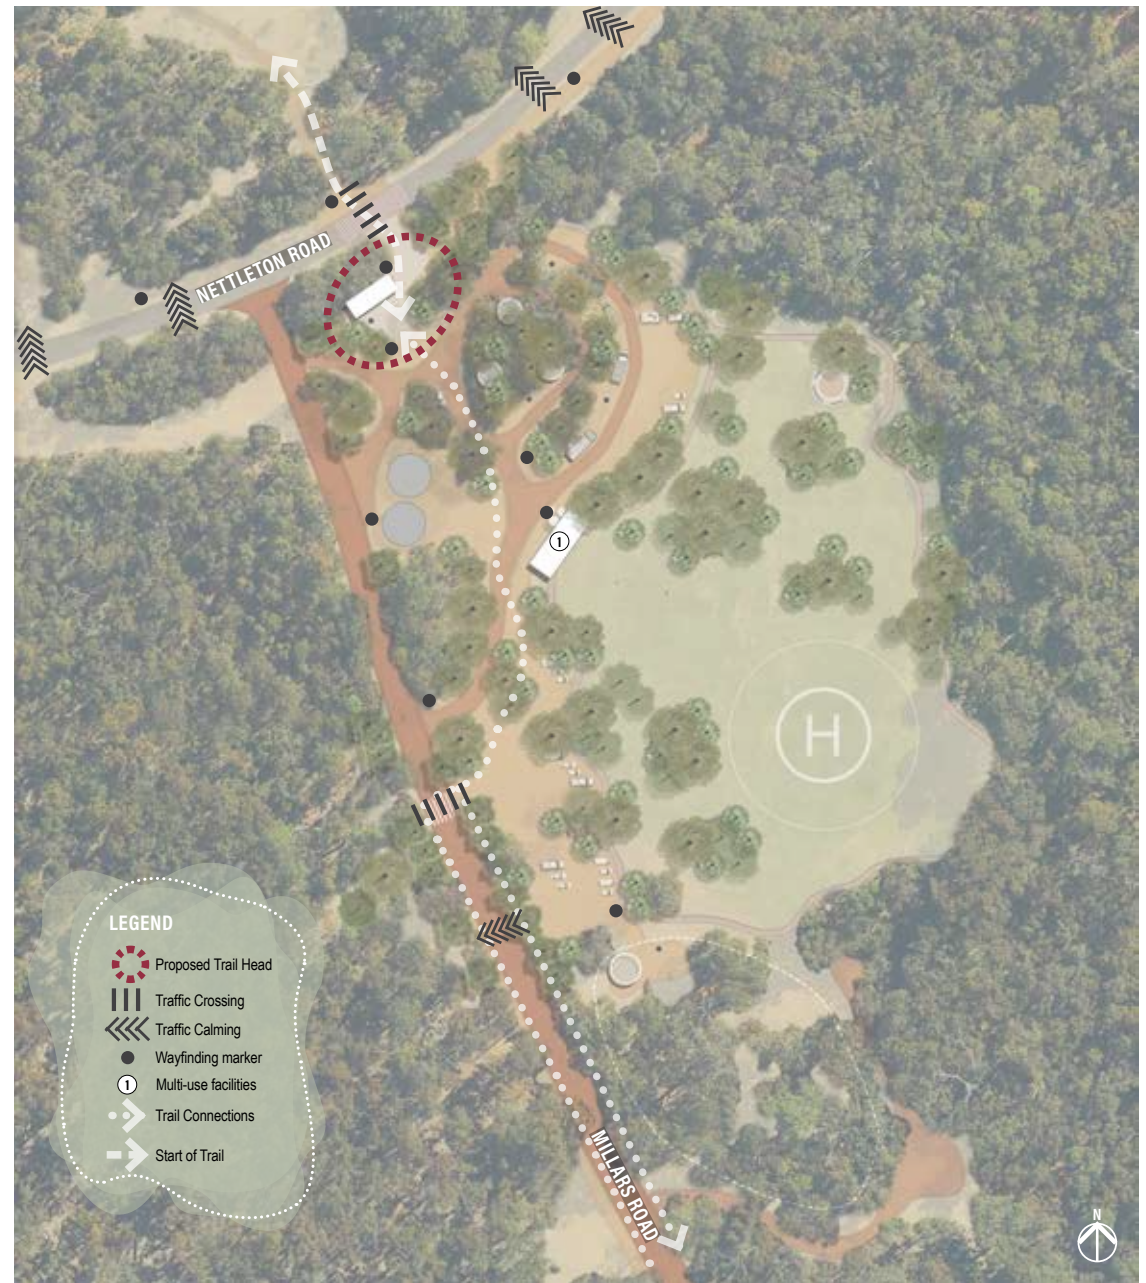 NETTLETON ROAD
1
H
LEGEND
Proposed Trail Head
Traffic Crossing
Traffic Calming
Wayfinding marker
1 Multi-use facilities
Trail Connections
Start of Trail
MILLARS ROAD
N